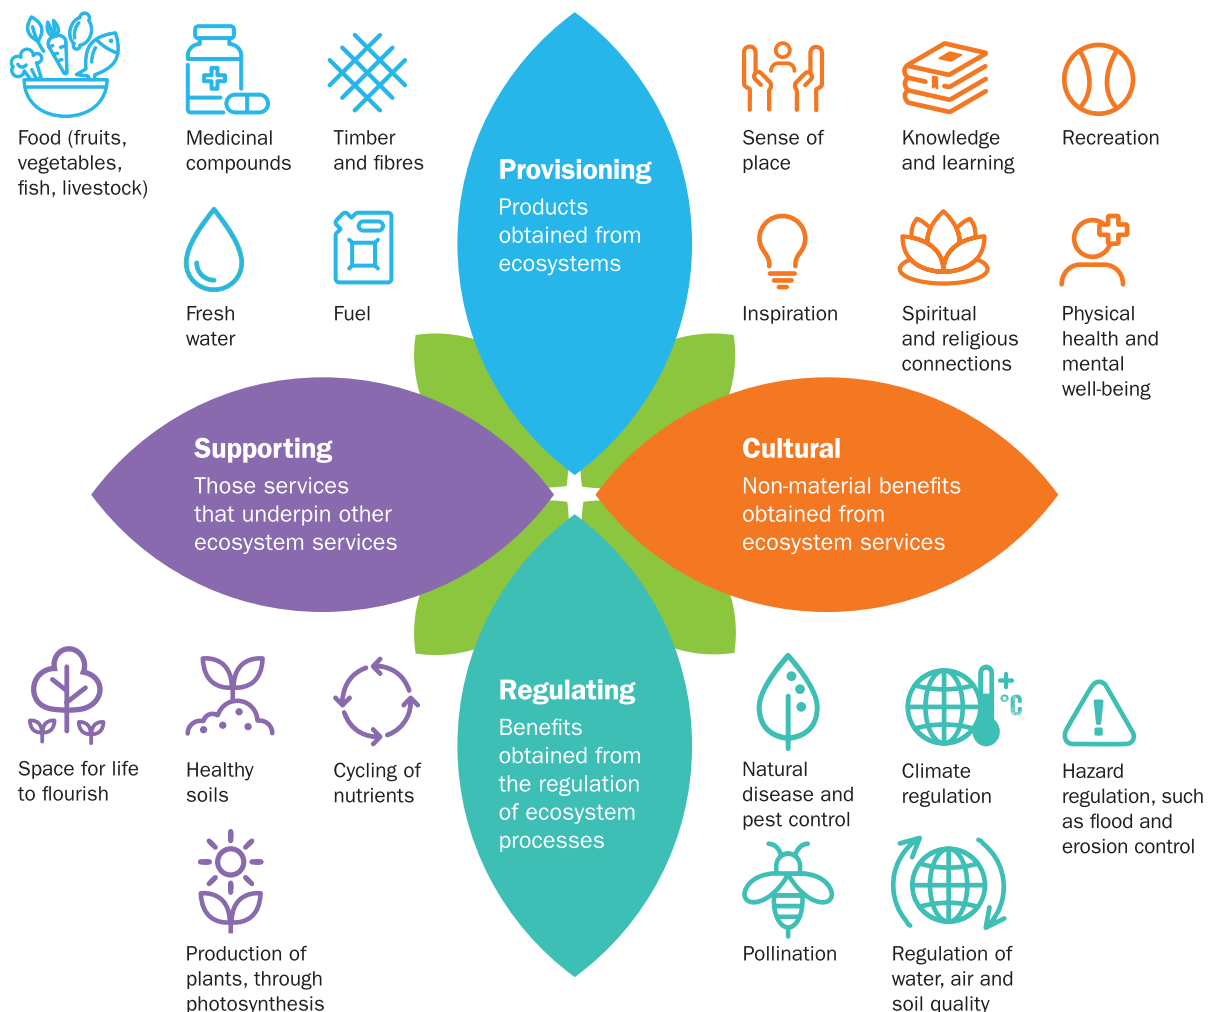 Food (fruits,
vegetables,
fish, livestock)
Medicinal
compounds
Timber
and fibres
Fresh
water
Fuel
Provisioning
Products
obtained from
ecosystems
Sense of
place
Knowledge
and learning
Recreation
Inspiration
Spiritual
and religious
connections
Physical
health and
mental
well-being
Supporting
Those services
that underpin other
ecosystem services
Cultural
Non-material benefits
obtained from
ecosystem services
Space for life
to flourish
Healthy
soils
Cycling of
nutrients
Production of
plants, through
photosynthesis
Regulating
Benefits
obtained from
the regulation
of ecosystem
processes
Natural
disease and
pest control
+
°C
Climate
regulation
Hazard
regulation, such
as flood and
erosion control
Pollination
Regulation of
water, air and
soil quality